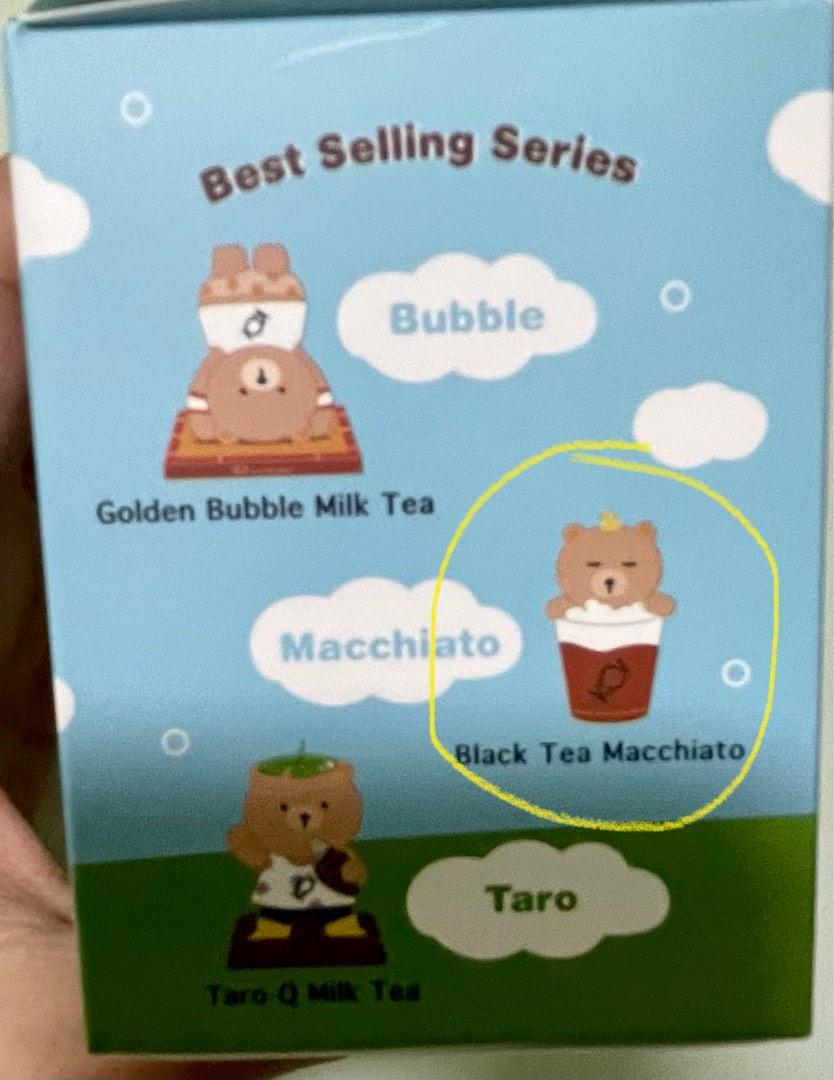 Best Selling Series
Bubble
Golden Bubble Milk Tea
Macchiato
Black Tea Macchiato
Taro
Taro Q Milk Tea